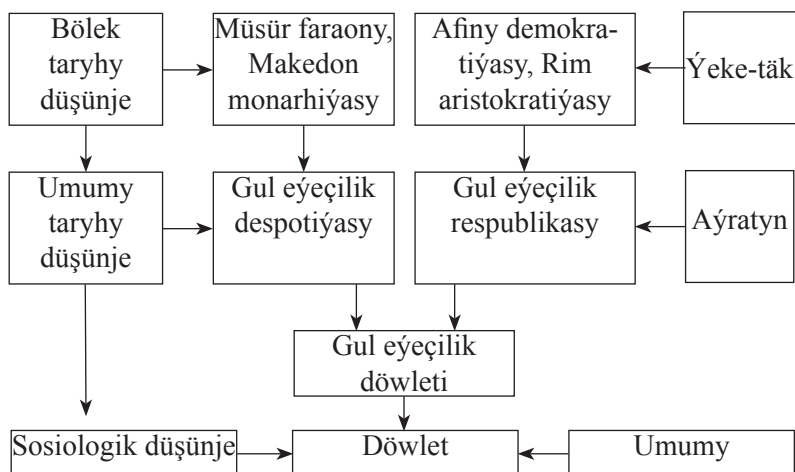 Bölek
taryhy
düşünje
Müsür faraony,
Makedon
monarhiýasy
Afiny demokra-
tiýasy, Rim
aristokratiýasy
Ýeke-täk
Umumy
taryhy
düşünje
Gul eýeçilik
despotiýasy
Gul eýeçilik
respublikasy
Aýratyn
Gul eýeçilik
döwleti
Sosiologik düşünje
Döwlet
Umumy